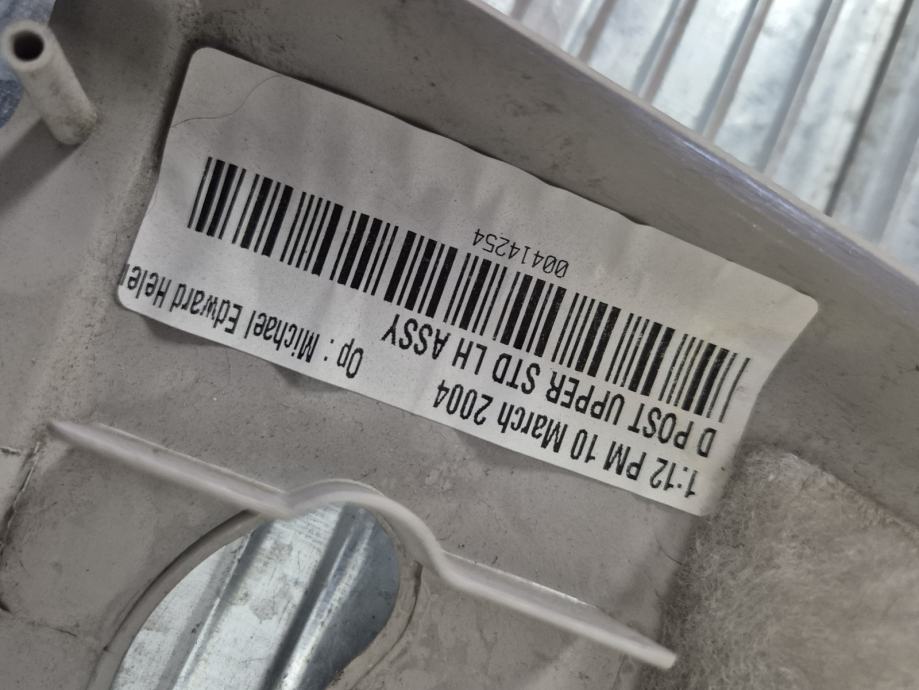 1:12 PM 10 March 2004 Op : Michael Edward
D POST UPPER STD LH ASSY
00414254